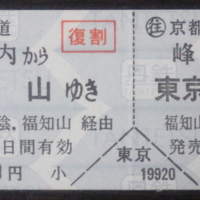 道
内から
復割
山 ゆき
陰.福知山 経由
日間有効
円 小
東京
19920
㊟京都
峰
東京
福知山
発売